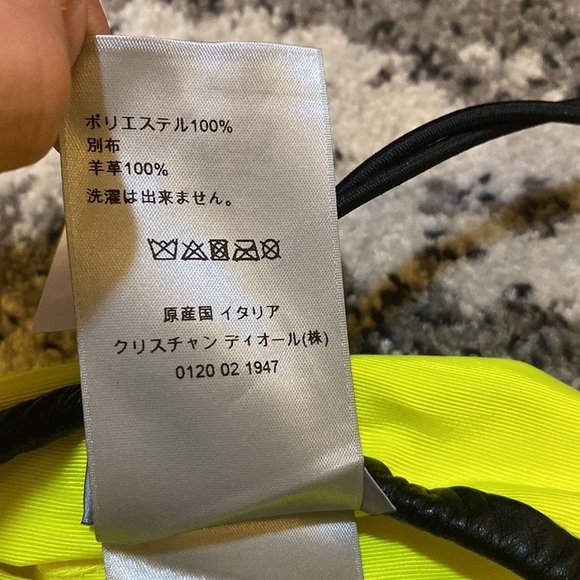 ポリエステル100%
別布
羊革100%
洗濯は出来ません。
原産国 イタリア
クリスチャン ディオール(株)
0120 02 1947